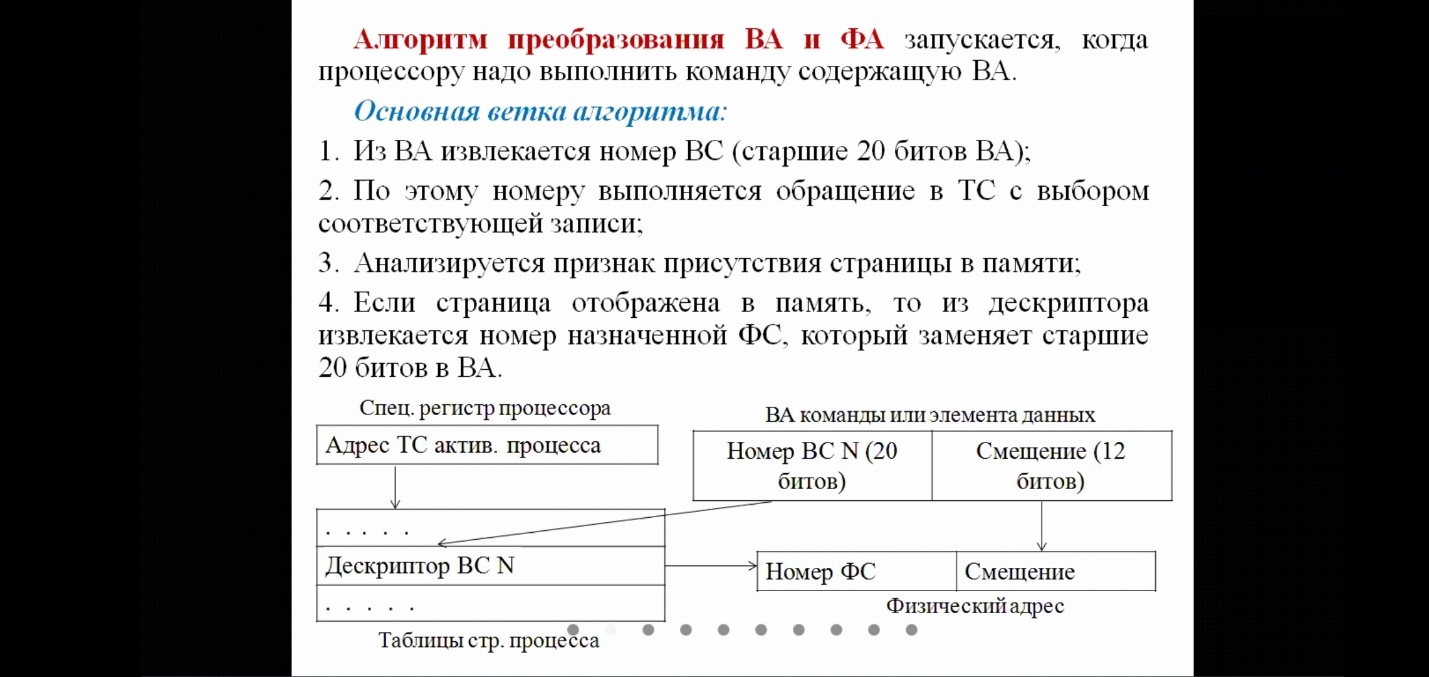 Алгоритм преобразования ВА и ФА запускается, когда
процессору надо выполнить команду содержащую ВА.
Основная ветка алгоритма:
1. Из ВА извлекается номер ВС (старшие 20 битов ВА);
2. По этому номеру выполняется обращение в ТС с выбором
соответствующей записи;
3. Анализируется признак присутствия страницы в памяти;
4. Если страница отображена в память, то из дескриптора
извлекается номер назначенной ФС, который заменяет старшие
20 битов в ВА.
Спец. регистр процессора
Адрес ТС актив. процесса
ВА команды или элемента данных
Номер ВС N (20
битов)
Смещение (12
битов)
. . . . .
Дескриптор ВС N
. . . . .
Таблицы стр. процесса
Номер ФС
Смещение
Физический адрес